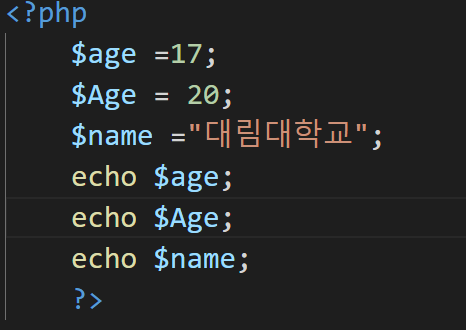 <?php
$age =17;
$Age = 20;
$name ="대림대학교";
echo $age;
echo $Age;
echo $name;
?>